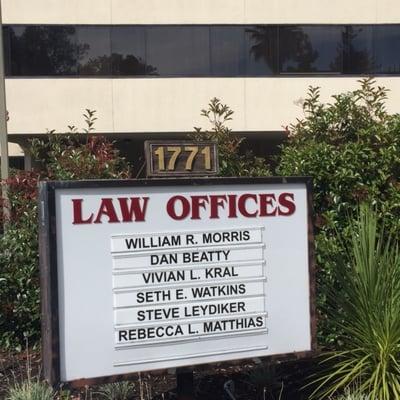 1771
LAW OFFICES
WILLIAM R. MORRIS
DAN BEATTY
VIVIAN L. KRAL
SETH E. WATKINS
STEVE LEYDIKER
REBECCA L. MATTHIAS